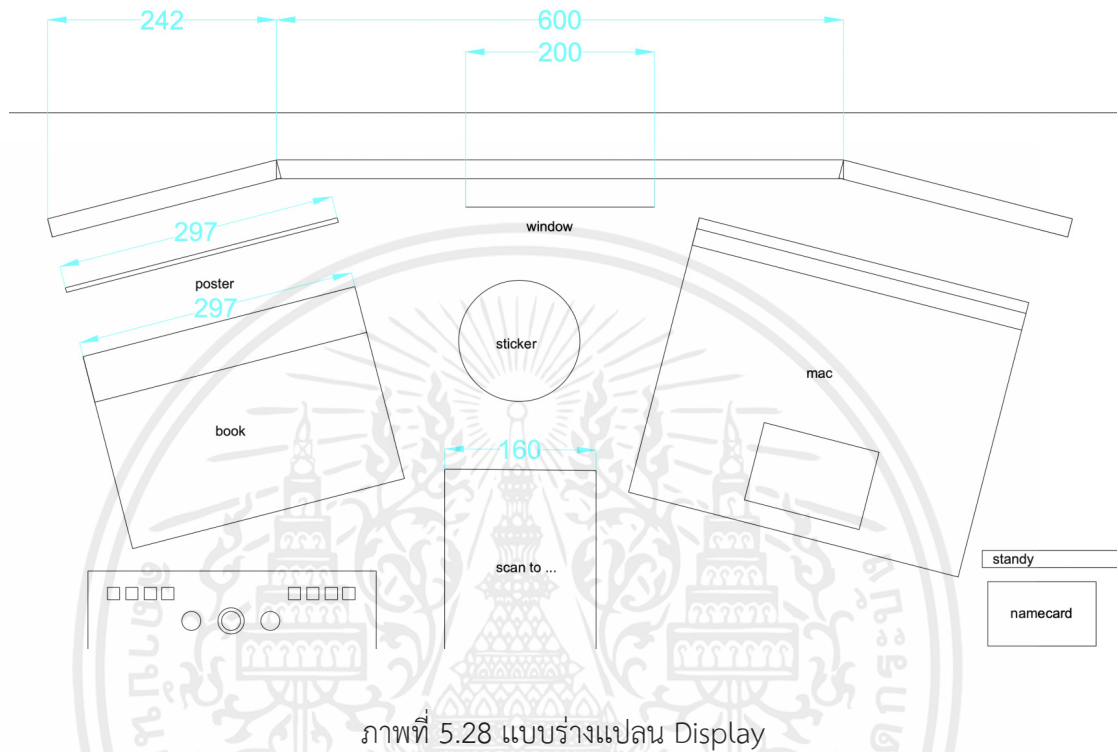 242
600
200
297
window
poster
297
sticker
mac
book
160
scan to ...
standy
namecard
ภาพที่ 5.28 แบบร่างแปลน Display